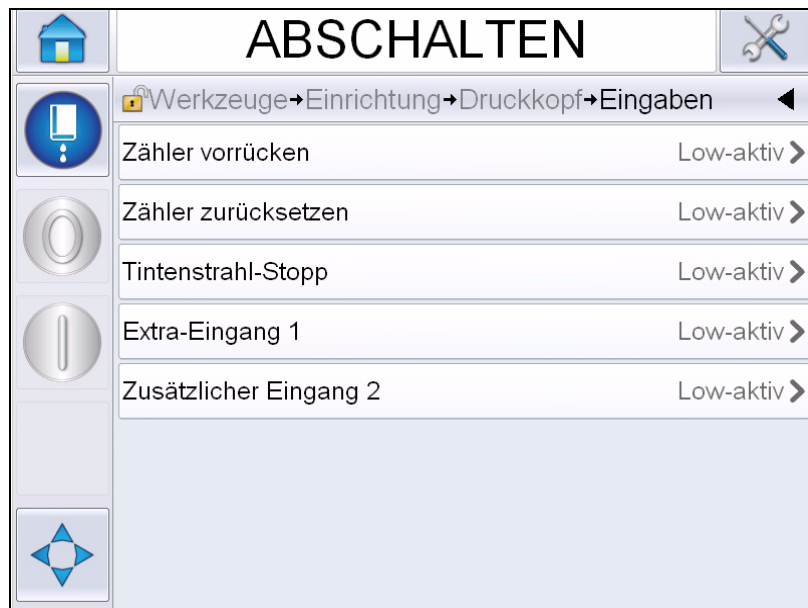 ABSCHALTEN
Werkzeuge→Einrichtung→Druckkopf→Eingaben
Zähler vorrücken Low-aktiv
Zähler zurücksetzen Low-aktiv
Tintenstrahl-Stopp Low-aktiv
Extra-Eingang 1 Low-aktiv
Zusätzlicher Eingang 2 Low-aktiv